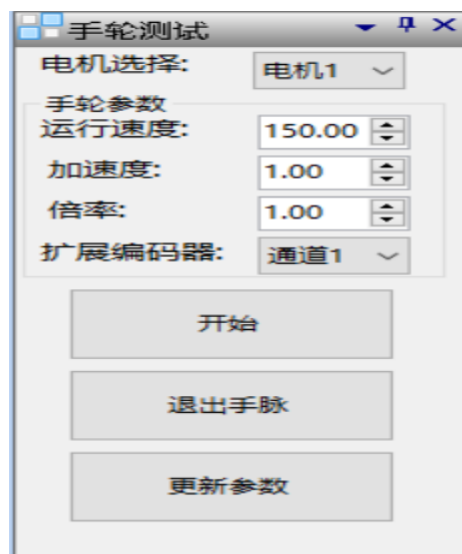 手轮测试
电机选择: 电机1
手轮参数
运行速度: 150.00
加速度: 1.00
倍率: 1.00
扩展编码器: 通道1
开始
退出手脉
更新参数